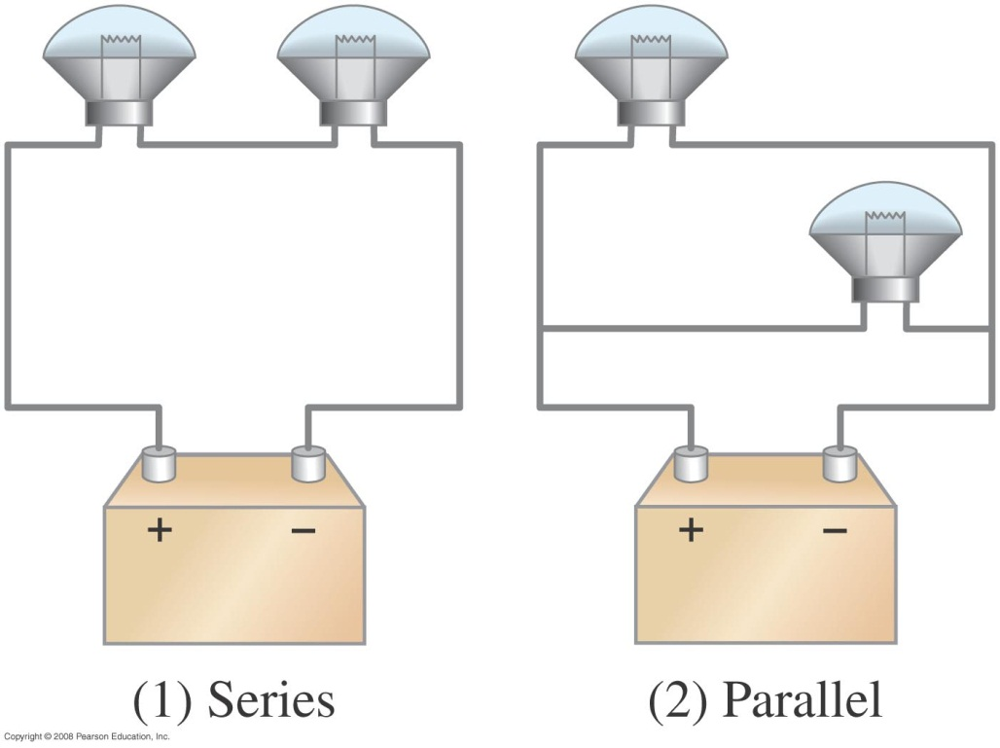 + –
+ –
(1) Series
(2) Parallel
Copyright © 2008 Pearson Education, Inc.